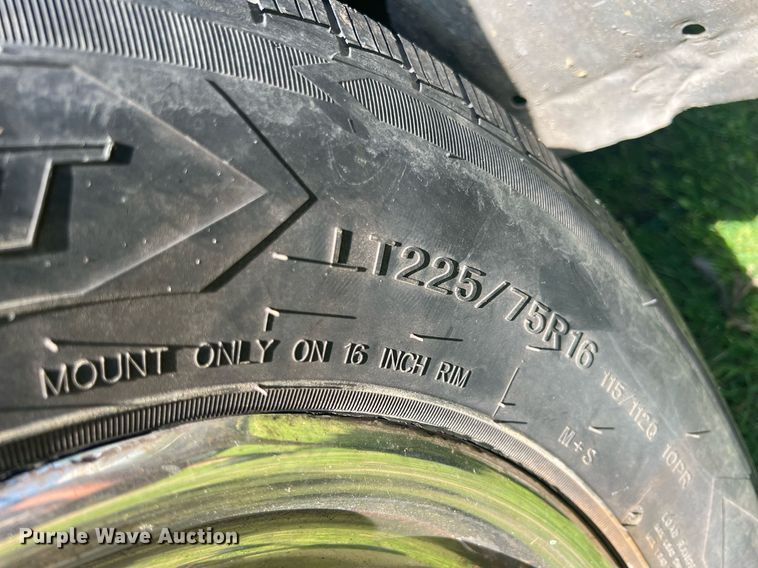 LT225/75R16
115/112Q 10PR
MOUNT ONLY ON 16 INCH RIM
M+S
Purple Wave Auction